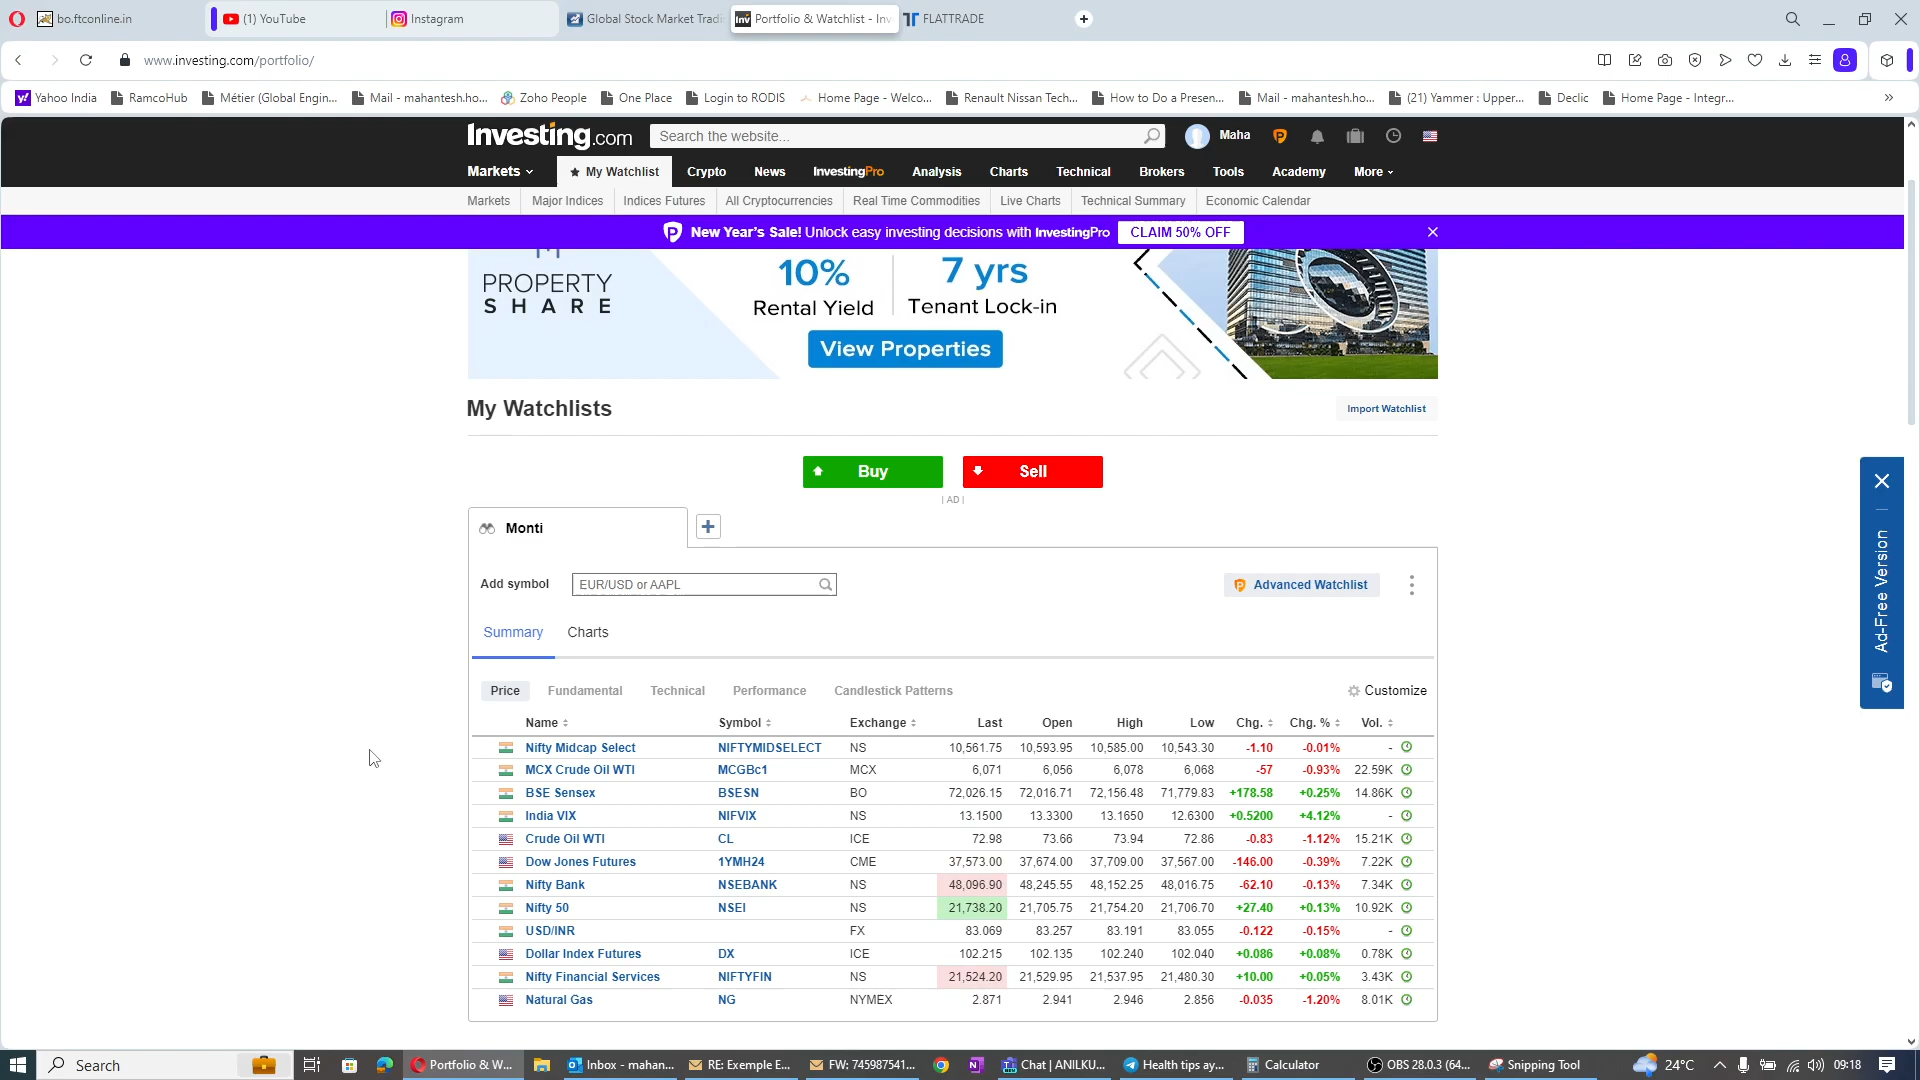 bo.ftconline.in
(1) YouTube
Instagram
Global Stock Market Tradi
Inv Portfolio & Watchlist - Inv
FLATTRADE
www.investing.com/portfolio/
Yahoo India
RamcoHub
Métier (Global Engin...
Mail - mahantesh.ho...
Zoho People
One Place
Login to RODIS
Home Page - Welco...
Renault Nissan Tech...
How to Do a Presen...
Mail - mahantesh.ho...
(21) Yammer : Upper...
Declic
Home Page - Integr...
Investing.com
Search the website...
Maha
Markets
My Watchlist
Crypto
News
InvestingPro
Analysis
Charts
Technical
Brokers
Tools
Academy
More
Markets
Major Indices
Indices Futures
All Cryptocurrencies
Real Time Commodities
Live Charts
Technical Summary
Economic Calendar
New Year's Sale! Unlock easy investing decisions with InvestingPro
CLAIM 50% OFF
PROPERTY
SHARE
10%
Rental Yield
7 yrs
Tenant Lock-in
View Properties
My Watchlists
Import Watchlist
Buy
Sell
| AD |
Monti
Add symbol
EUR/USD or AAPL
Advanced Watchlist
Summary
Charts
Price Fundamental Technical Performance Candlestick Patterns Customize
Name Symbol Exchange Last Open High Low Chg. Chg. % Vol.
Nifty Midcap Select NIFTYMIDSELECT NS 10,561.75 10,593.95 10,585.00 10,543.30 -1.10 -0.01% -
MCX Crude Oil WTI MCGBc1 MCX 6,071 6,056 6,078 6,068 -57 -0.93% 22.59K
BSE Sensex BSESN BO 72,026.15 72,016.71 72,156.48 71,779.83 +178.58 +0.25% 14.86K
India VIX NIFVIX NS 13.1500 13.3300 13.1650 12.6300 +0.5200 +4.12% -
Crude Oil WTI CL ICE 72.98 73.66 73.94 72.86 -0.83 -1.12% 15.21K
Dow Jones Futures 1YMH24 CME 37,573.00 37,674.00 37,709.00 37,567.00 -146.00 -0.39% 7.22K
Nifty Bank NSEBANK NS 48,096.90 48,245.55 48,152.25 48,016.75 -62.10 -0.13% 7.34K
Nifty 50 NSEI NS 21,738.20 21,705.75 21,754.20 21,706.70 +27.40 +0.13% 10.92K
USD/INR FX 83.069 83.257 83.191 83.055 -0.122 -0.15% -
Dollar Index Futures DX ICE 102.215 102.135 102.240 102.040 +0.086 +0.08% 0.78K
Nifty Financial Services NIFTYFIN NS 21,524.20 21,529.95 21,537.95 21,480.30 +10.00 +0.05% 3.43K
Natural Gas NG NYMEX 2.871 2.941 2.946 2.856 -0.035 -1.20% 8.01K
Ad-Free Version
Search
Portfolio & W...
Inbox - mahan...
RE: Exemple E...
FW: 745987541...
Chat | ANILKU...
Health tips ay...
Calculator
OBS 28.0.3 (64...
Snipping Tool
24°C
09:18